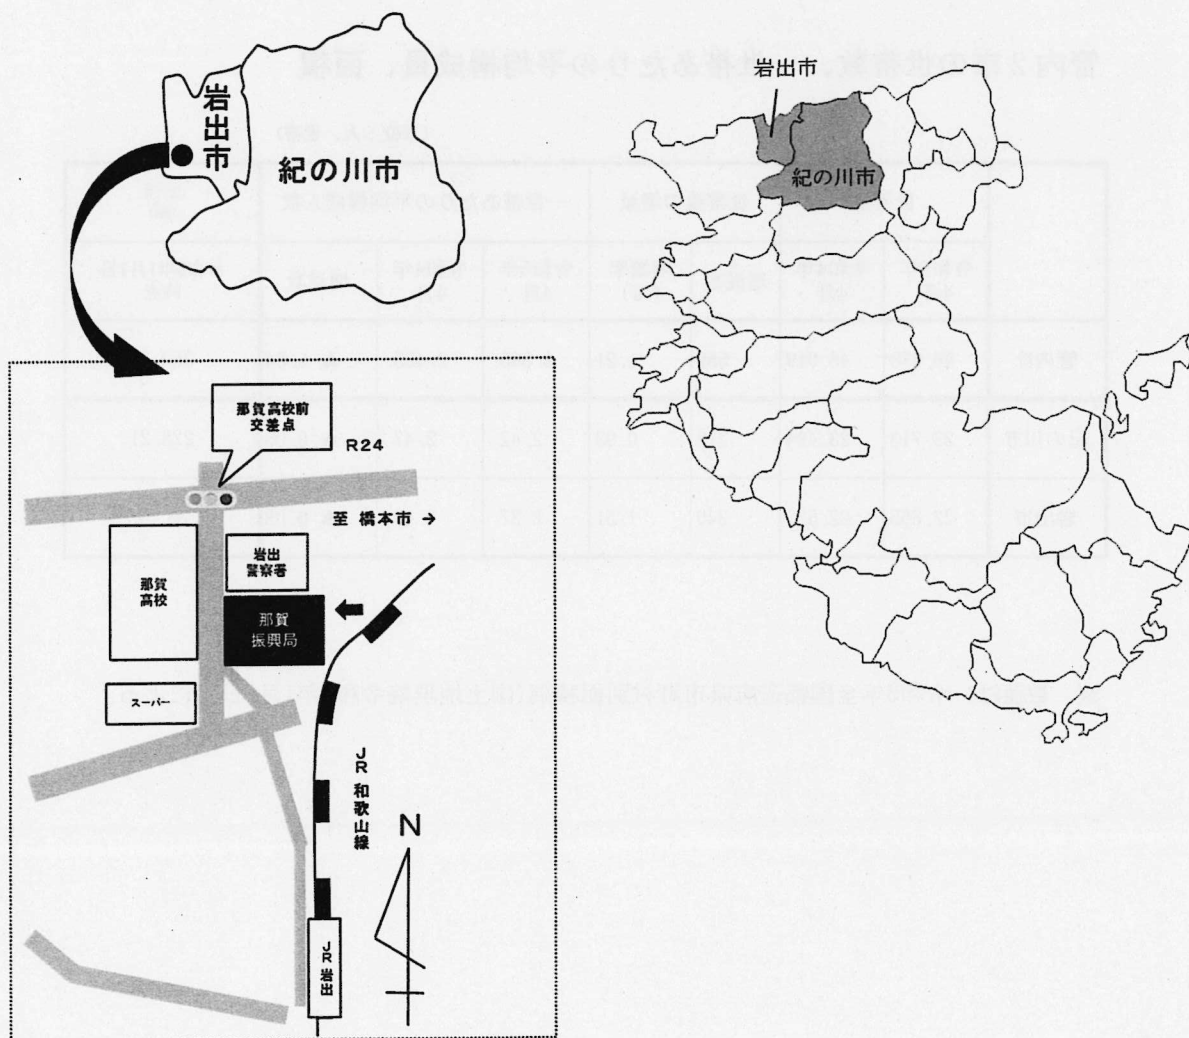 岩出市
紀の川市
岩出市
紀の川市
那賀高校前
交差点
R24
至 橋本市 →
那賀
高校
岩出
警察署
那賀
振興局
スーパー
JR 和歌山線
N
JR 岩出